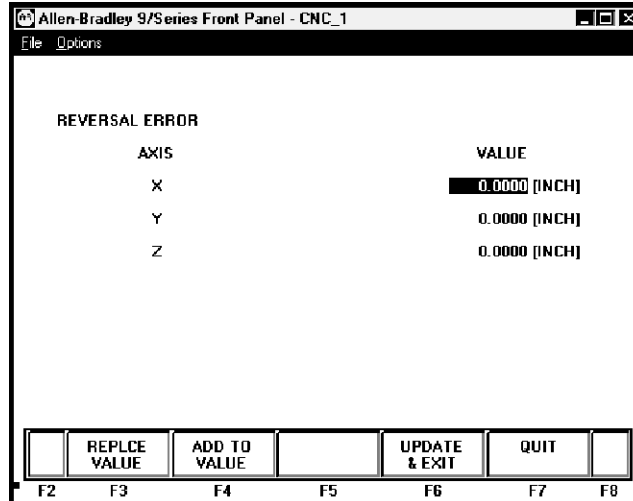 Allen-Bradley 9/Series Front Panel - CNC_1
File Options
REVERSAL ERROR
AXIS VALUE
X 0.0000 [INCH]
Y 0.0000 [INCH]
Z 0.0000 [INCH]
REPLCE ADD TO UPDATE QUIT
VALUE VALUE & EXIT
F2 F3 F4 F5 F6 F7 F8